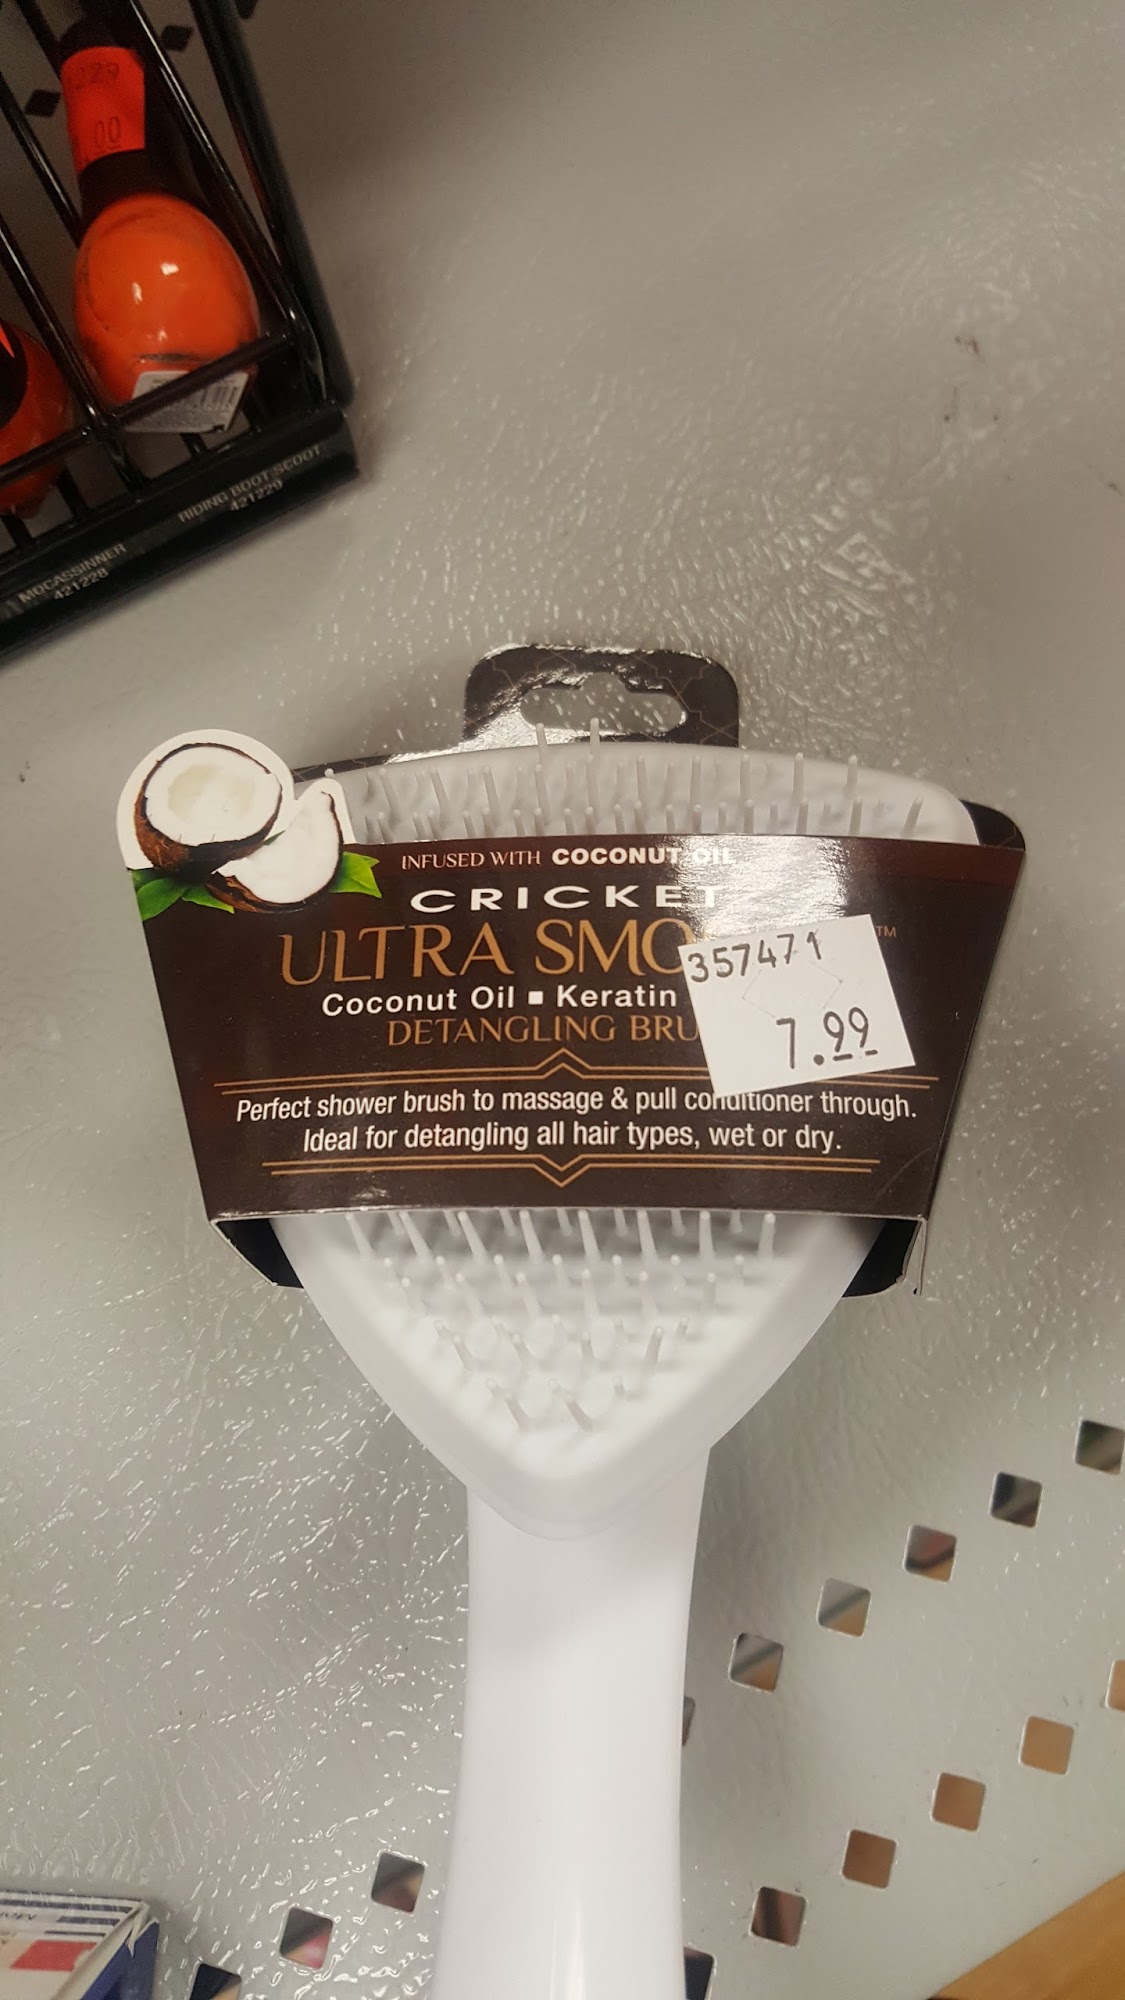 229
00
RIDING BOOT SCOOT
421229
MOCASSINNER
421228
INFUSED WITH COCONUT OIL
CRICKET
ULTRA SMO
TM
357471
7.99
Coconut Oil ▪ Keratin
DETANGLING BRU
Perfect shower brush to massage & pull conditioner through.
Ideal for detangling all hair types, wet or dry.